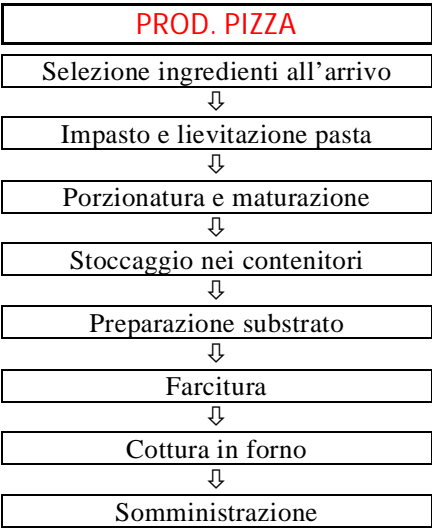 PROD. PIZZA
Selezione ingredienti all’arrivo
Impasto e lievitazione pasta
Porzionatura e maturazione
Stoccaggio nei contenitori
Preparazione substrato
Farcitura
Cottura in forno
Somministrazione